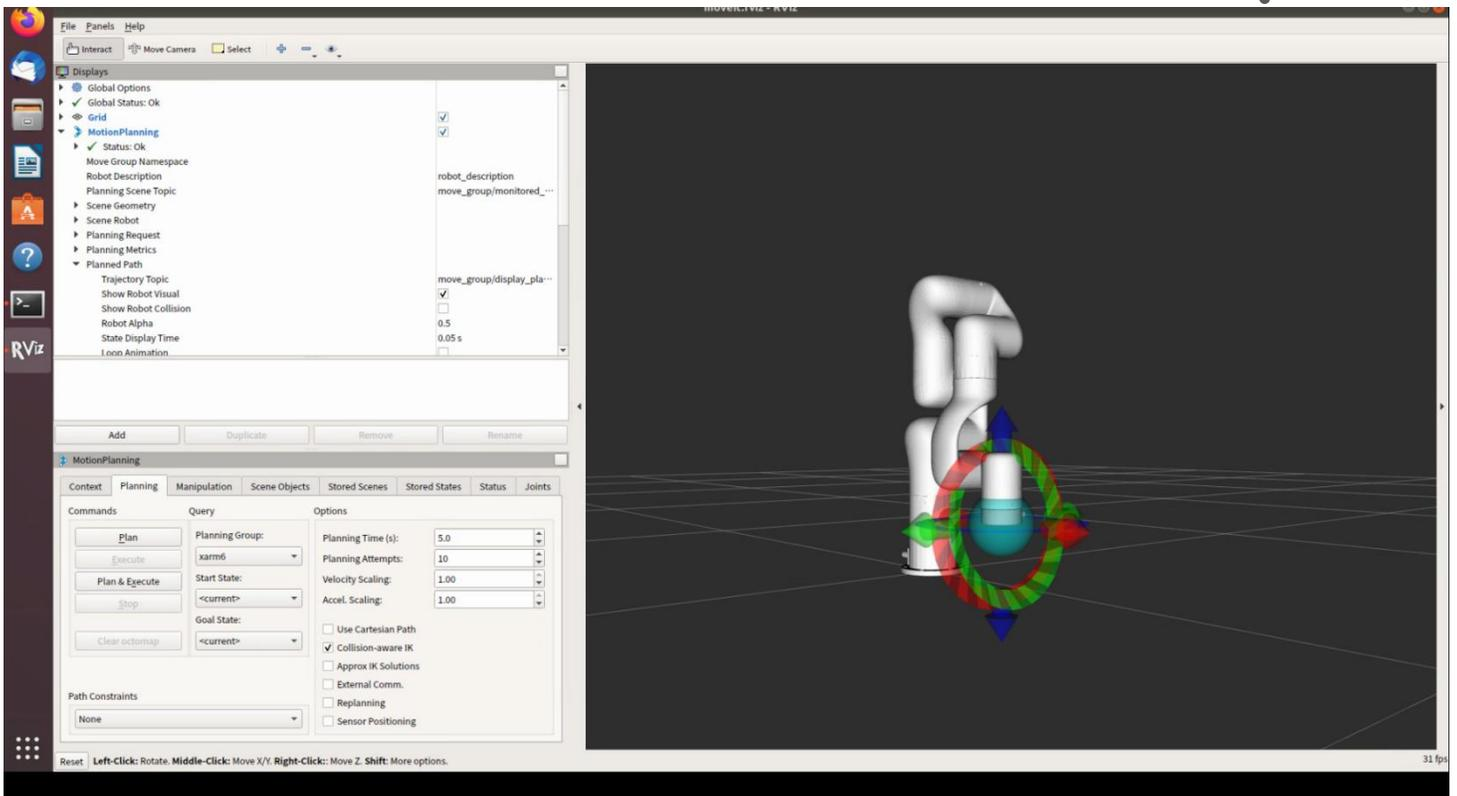 moveit.rviz - RViz
File Panels Help
Interact Move Camera Select
Displays
Global Options
Global Status: Ok
Grid
MotionPlanning
Status: Ok
Move Group Namespace
Robot Description robot_description
Planning Scene Topic move_group/monitored_···
Scene Geometry
Scene Robot
Planning Request
Planning Metrics
Planned Path
Trajectory Topic move_group/display_pla···
Show Robot Visual
Show Robot Collision
Robot Alpha 0.5
State Display Time 0.05 s
Loop Animation
RViz
Add Duplicate Remove Rename
MotionPlanning
Context Planning Manipulation Scene Objects Stored Scenes Stored States Status Joints
Commands Query Options
Plan Planning Group: Planning Time (s): 5.0
Execute xarm6 Planning Attempts: 10
Plan & Execute Start State: Velocity Scaling: 1.00
Stop <current> Accel. Scaling: 1.00
Goal State:
Use Cartesian Path
Clear octomap <current> Collision-aware IK
Approx IK Solutions
External Comm.
Path Constraints Replanning
None Sensor Positioning
Reset Left-Click: Rotate. Middle-Click: Move X/Y. Right-Click:: Move Z. Shift: More options. 31 fps